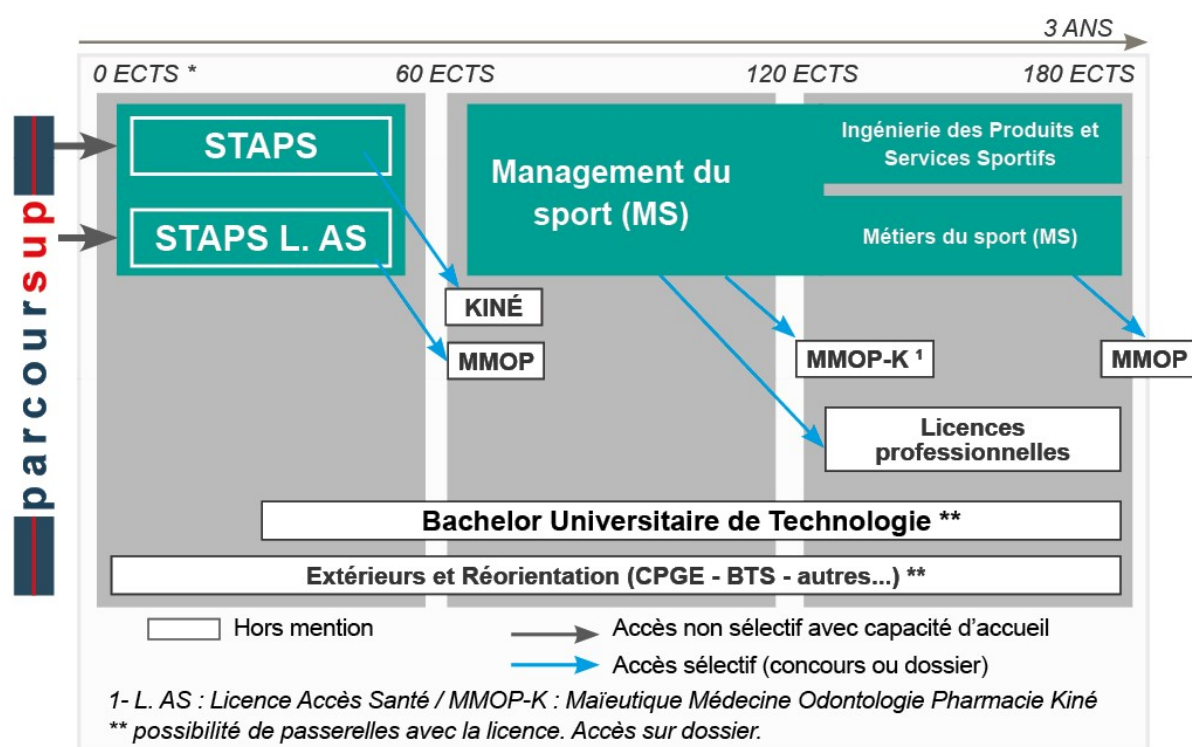 3 ANS
0 ECTS *
60 ECTS
120 ECTS
180 ECTS
parcoursup
STAPS
STAPS L. AS
Management du
sport (MS)
Ingénierie des Produits et
Services Sportifs
Métiers du sport (MS)
KINÉ
MMOP
MMOP-K ¹
MMOP
Licences
professionnelles
Bachelor Universitaire de Technologie **
Extérieurs et Réorientation (CPGE - BTS - autres...) **
Hors mention
Accès non sélectif avec capacité d'accueil
Accès sélectif (concours ou dossier)
1- L. AS : Licence Accès Santé / MMOP-K : Maïeutique Médecine Odontologie Pharmacie Kiné
** possibilité de passerelles avec la licence. Accès sur dossier.